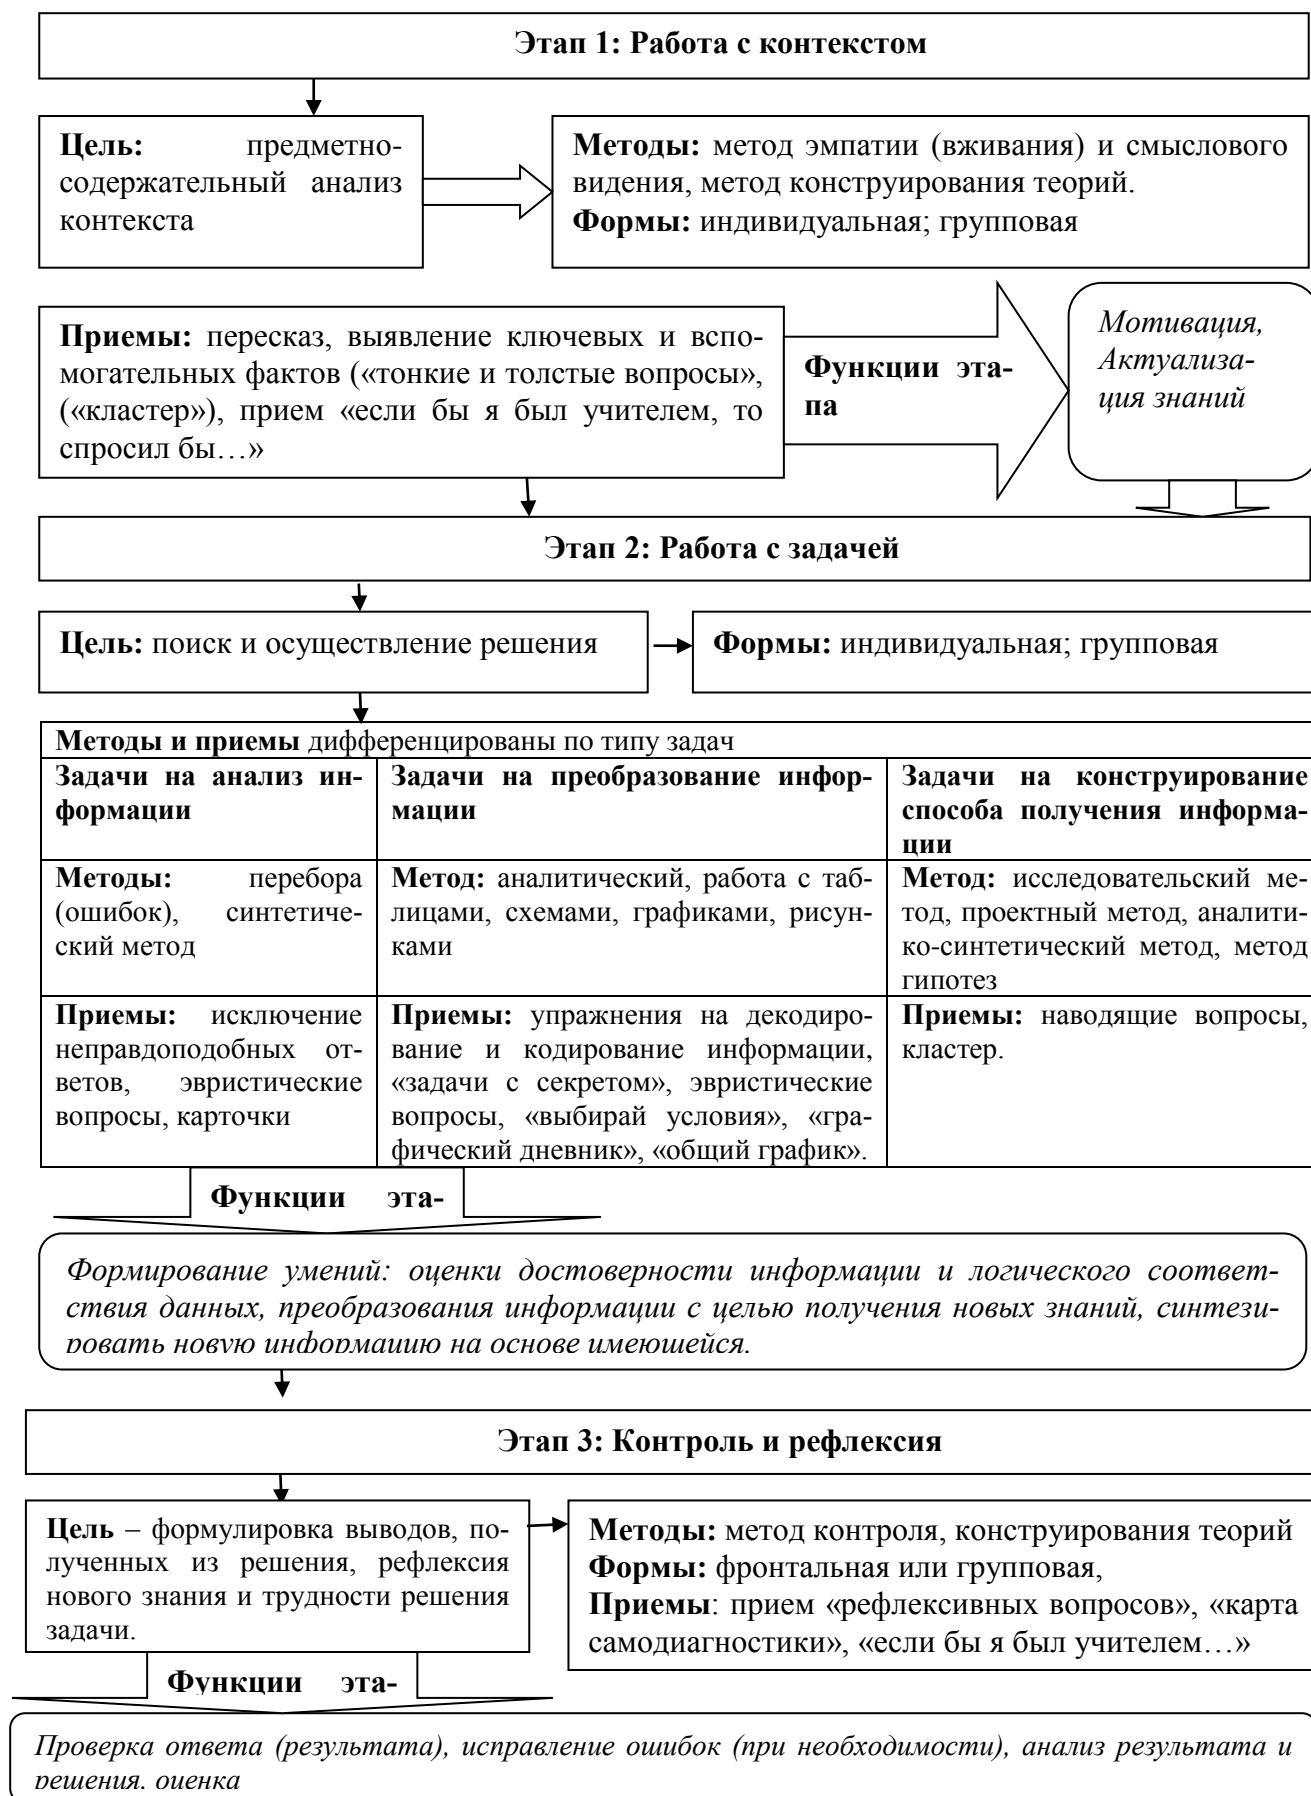 Этап 1: Работа с контекстом
Цель: предметно-
содержательный анализ
контекста
Методы: метод эмпатии (вживания) и смыслового
видения, метод конструирования теорий.
Формы: индивидуальная; групповая
Приемы: пересказ, выявление ключевых и вспо-
могательных фактов («тонкие и толстые вопросы»,
(«кластер»), прием «если бы я был учителем, то
спросил бы…»
Функции эта-
па
Мотивация,
Актуализа-
ция знаний
Этап 2: Работа с задачей
Цель: поиск и осуществление решения
Формы: индивидуальная; групповая
Методы и приемы дифференцированы по типу задач
Задачи на анализ ин-
формации
Задачи на преобразование инфор-
мации
Задачи на конструирование
способа получения информа-
ции
Методы: перебора
(ошибок), синтетиче-
ский метод
Метод: аналитический, работа с таб-
лицами, схемами, графиками, рисун-
ками
Метод: исследовательский ме-
тод, проектный метод, аналити-
ко-синтетический метод, метод
гипотез
Приемы: исключение
неправдоподобных от-
ветов, эвристические
вопросы, карточки
Приемы: упражнения на декодиро-
вание и кодирование информации,
«задачи с секретом», эвристические
вопросы, «выбирай условия», «гра-
фический дневник», «общий график».
Приемы: наводящие вопросы,
кластер.
Функции эта-
Формирование умений: оценки достоверности информации и логического соответ-
ствия данных, преобразования информации с целью получения новых знаний, синтези-
ровать новую информацию на основе имеющейся.
Этап 3: Контроль и рефлексия
Цель – формулировка выводов, по-
лученных из решения, рефлексия
нового знания и трудности решения
задачи.
Методы: метод контроля, конструирования теорий
Формы: фронтальная или групповая,
Приемы: прием «рефлексивных вопросов», «карта
самодиагностики», «если бы я был учителем…»
Функции эта-
Проверка ответа (результата), исправление ошибок (при необходимости), анализ результата и
решения, оценка